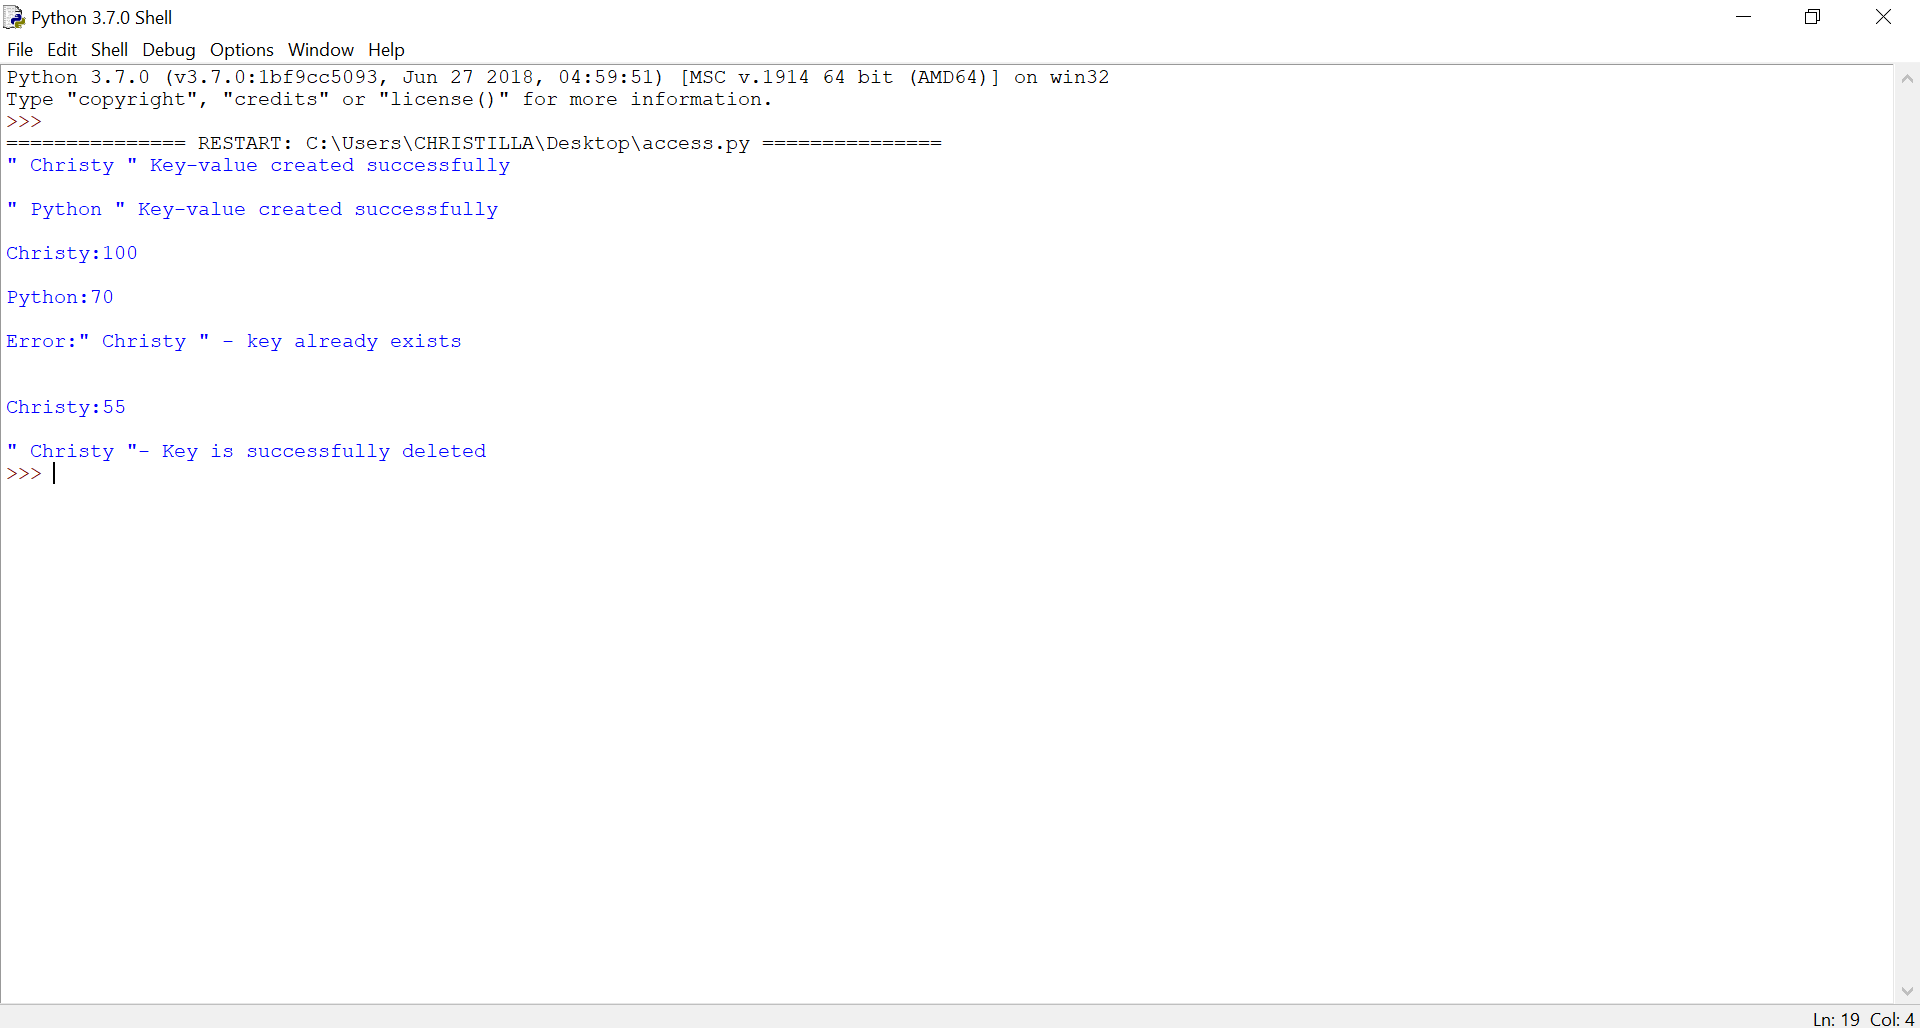 Python 3.7.0 Shell
File Edit Shell Debug Options Window Help
Python 3.7.0 (v3.7.0:1bf9cc5093, Jun 27 2018, 04:59:51) [MSC v.1914 64 bit (AMD64)] on win32
Type "copyright", "credits" or "license()" for more information.
>>>
=============== RESTART: C:\Users\CHRISTILLA\Desktop\access.py ===============
" Christy " Key-value created successfully
" Python " Key-value created successfully
Christy:100
Python:70
Error:" Christy " - key already exists
Christy:55
" Christy "- Key is successfully deleted
>>>
Ln: 19 Col: 4